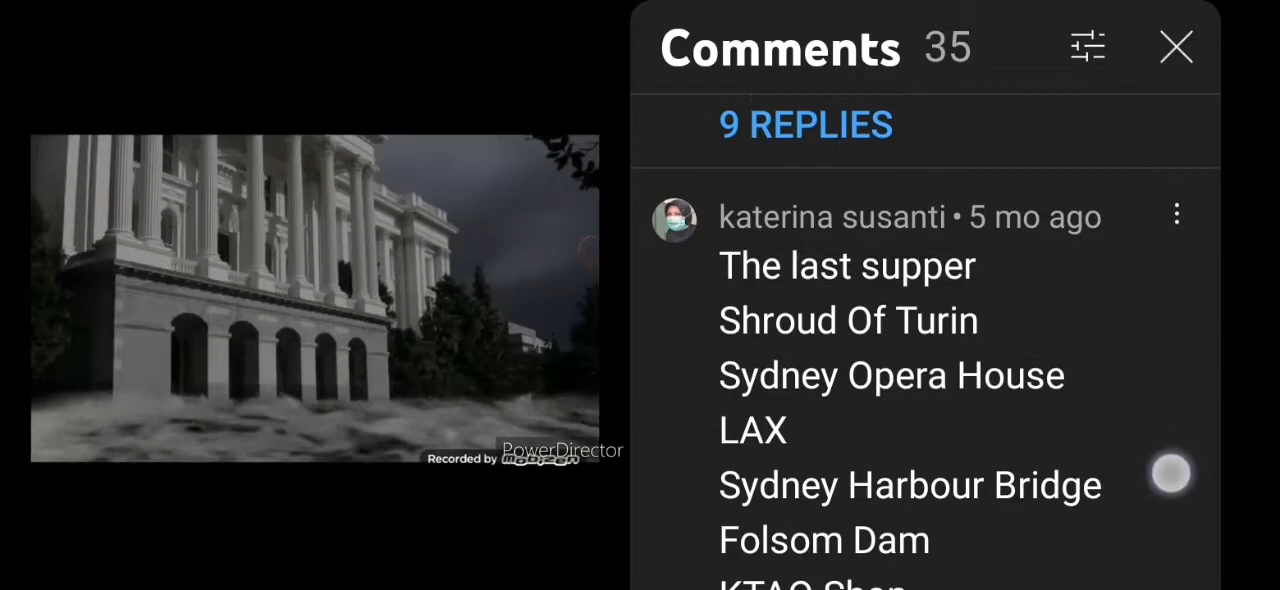 Comments 35
9 REPLIES
katerina susanti • 5 mo ago
The last supper
Shroud Of Turin
Sydney Opera House
LAX
Sydney Harbour Bridge
Folsom Dam
PowerDirector
Recorded by mobizen